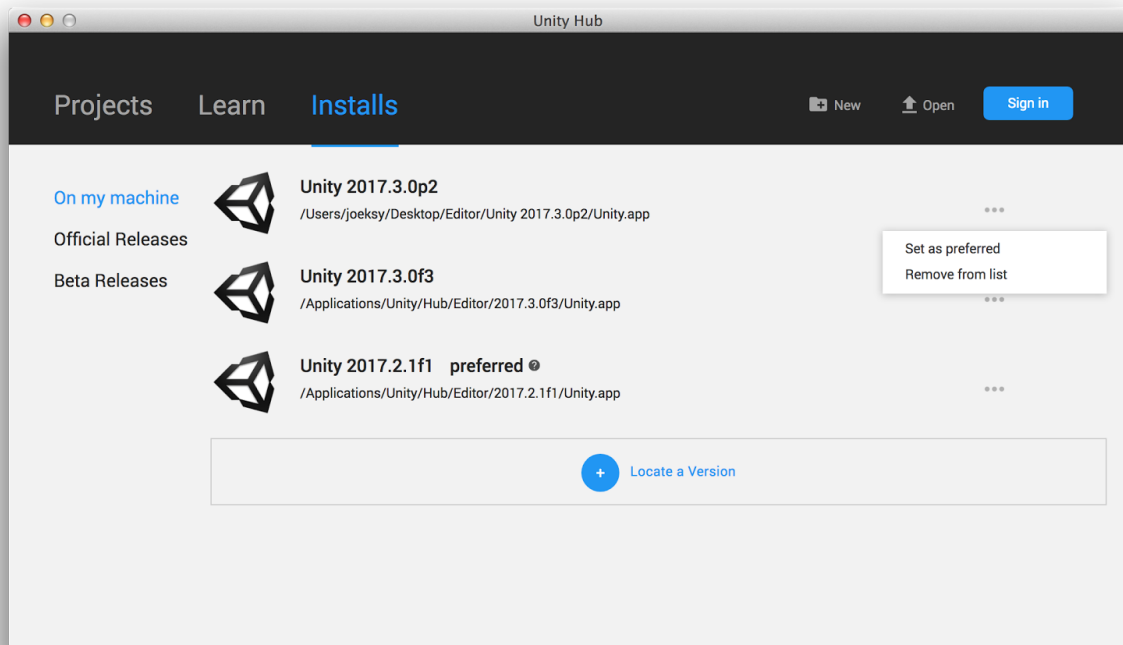 Unity Hub
Projects Learn Installs New Open Sign in
On my machine
Official Releases
Beta Releases
Unity 2017.3.0p2
/Users/joeksy/Desktop/Editor/Unity 2017.3.0p2/Unity.app
Set as preferred
Remove from list
Unity 2017.3.0f3
/Applications/Unity/Hub/Editor/2017.3.0f3/Unity.app
Unity 2017.2.1f1 preferred ?
/Applications/Unity/Hub/Editor/2017.2.1f1/Unity.app
+ Locate a Version